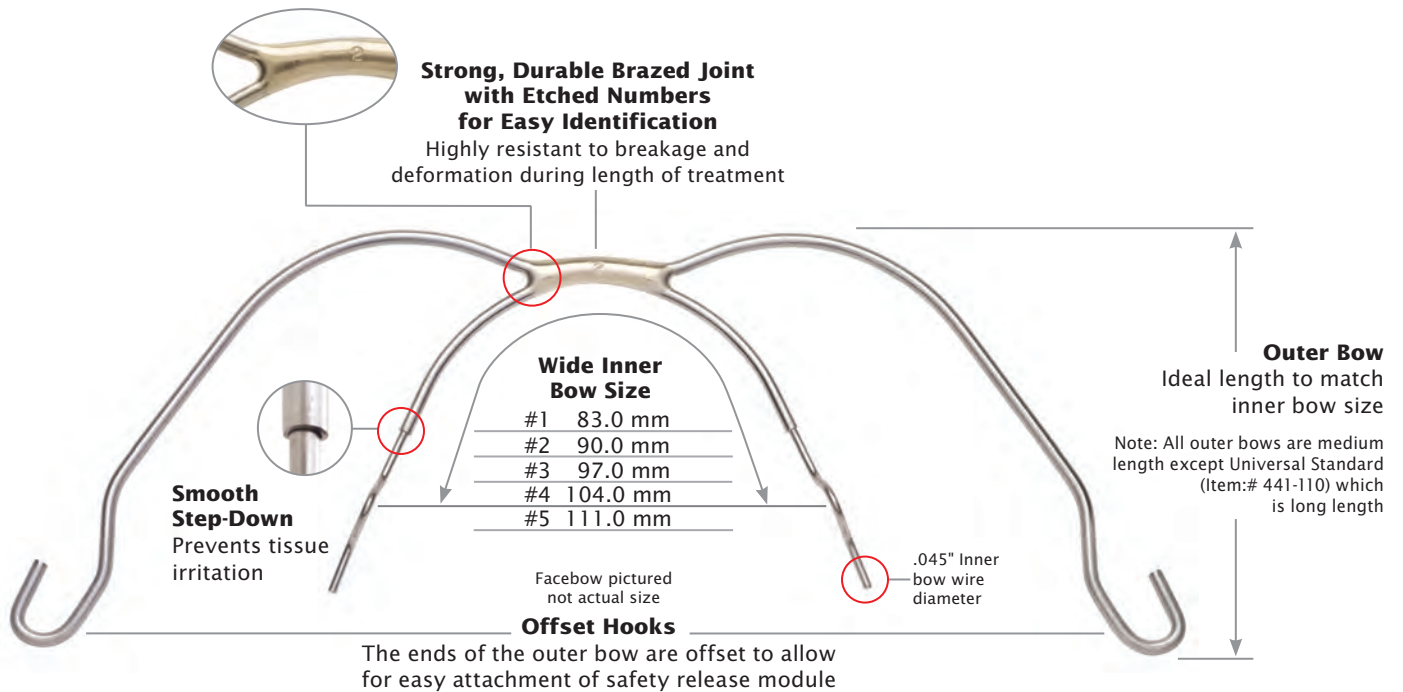 2
Strong, Durable Brazed Joint
with Etched Numbers
for Easy Identification
Highly resistant to breakage and
deformation during length of treatment
2
Wide Inner
Bow Size
#1 83.0 mm
#2 90.0 mm
#3 97.0 mm
#4 104.0 mm
#5 111.0 mm
Outer Bow
Ideal length to match
inner bow size
Note: All outer bows are medium
length except Universal Standard
(Item:# 441-110) which
is long length
Smooth
Step-Down
Prevents tissue
irritation
.045" Inner
bow wire
diameter
Facebow pictured
not actual size
Offset Hooks
The ends of the outer bow are offset to allow
for easy attachment of safety release module